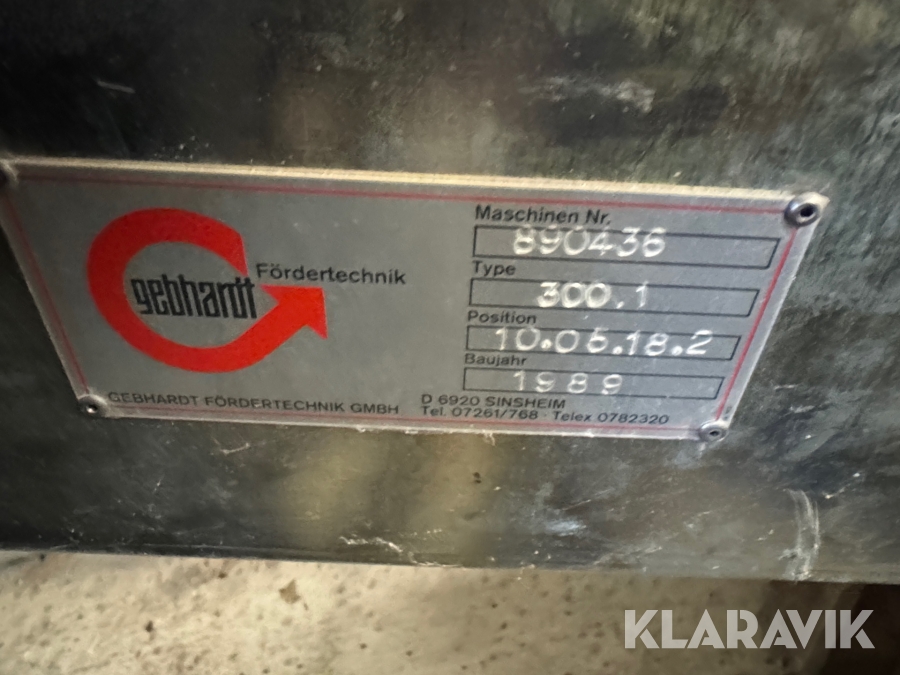 gebhardt
Fördertechnik
Maschinen Nr.
890436
Type
300.1
Position
10.06.18.2
Baujahr
1989
GEBHARDT FÖRDERTECHNIK GMBH
D 6920 SINSHEIM
Tel. 07261/768 · Telex 0782320
KLARAVIK